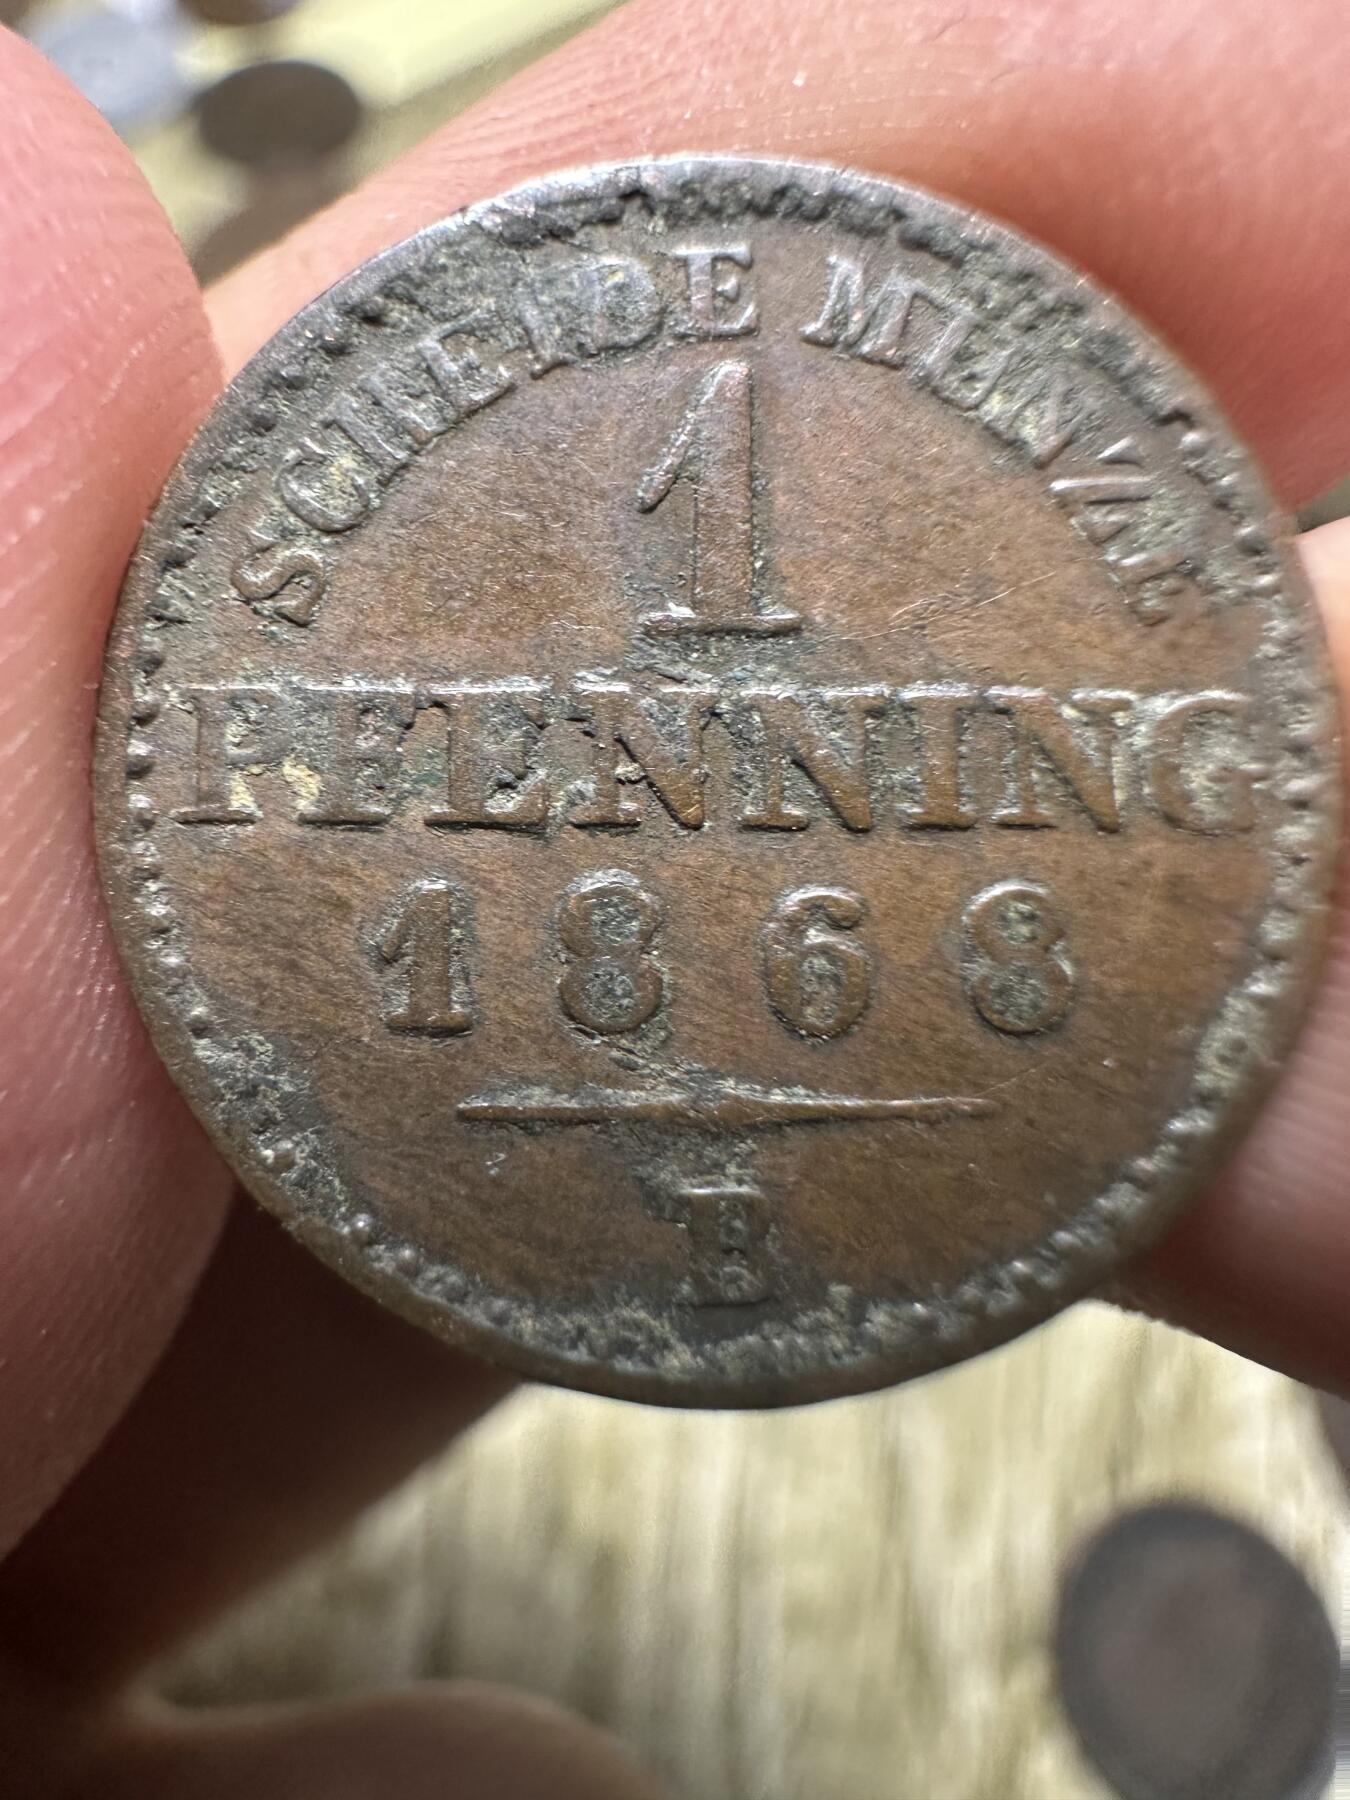 SCHEIDE MÜNZE
1
PFENNING
1868
B